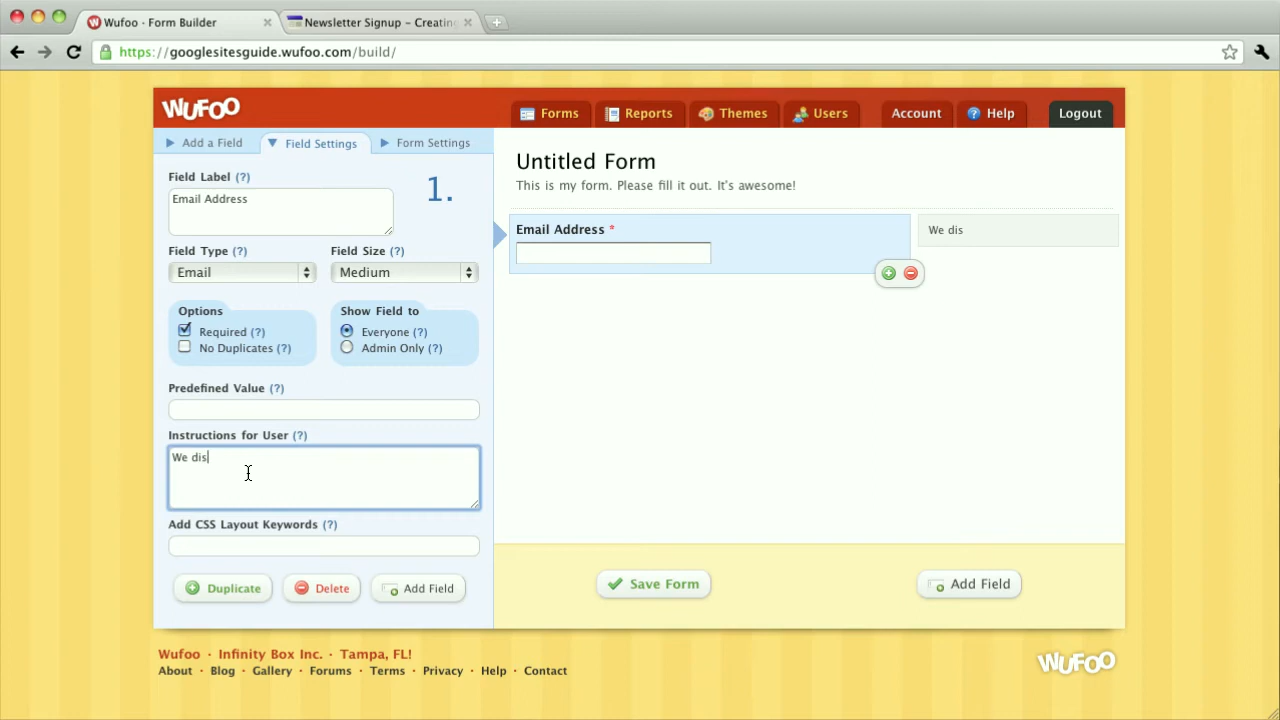 Wufoo · Form Builder
Newsletter Signup – Creating
https://googlesitesguide.wufoo.com/build/
WUFOO
Forms
Reports
Themes
Users
Account
Help
Logout
Add a Field
Field Settings
Form Settings
Field Label (?)
1.
Email Address
Field Type (?)
Field Size (?)
Email
Medium
Options
Show Field to
Required (?)
Everyone (?)
No Duplicates (?)
Admin Only (?)
Predefined Value (?)
Instructions for User (?)
We dis
Add CSS Layout Keywords (?)
Duplicate
Delete
Add Field
Untitled Form
This is my form. Please fill it out. It's awesome!
Email Address *
We dis
Save Form
Add Field
Wufoo · Infinity Box Inc. · Tampa, FL!
About · Blog · Gallery · Forums · Terms · Privacy · Help · Contact
WUFOO